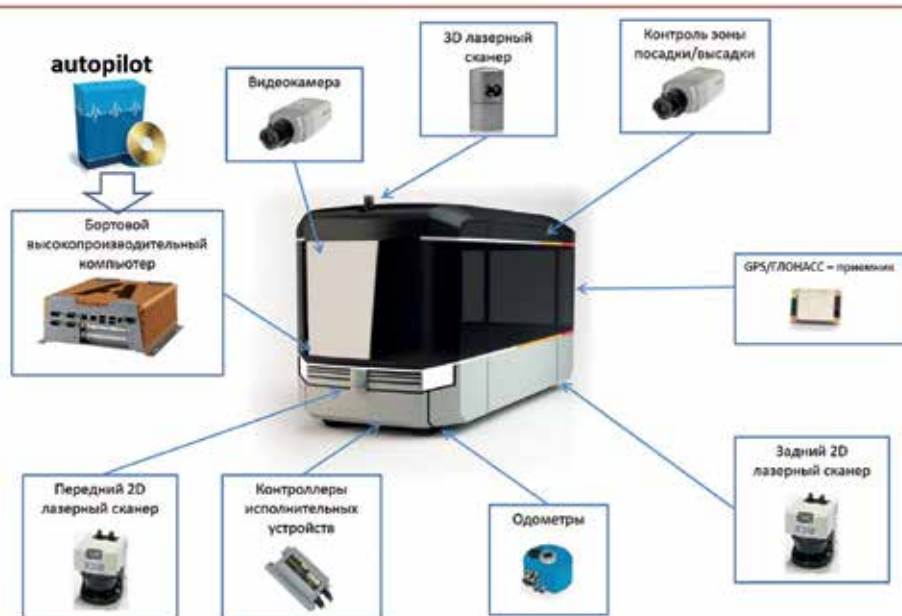 autopilot
Видеокамера
3D лазерный
сканер
Контроль зоны
посадки/высадки
Бортовой
высокопроизводительный
компьютер
GPS/ГЛОНАСС – приемник
Передний 2D
лазерный сканер
Контроллеры
исполнительных
устройств
Одометры
Задний 2D
лазерный сканер